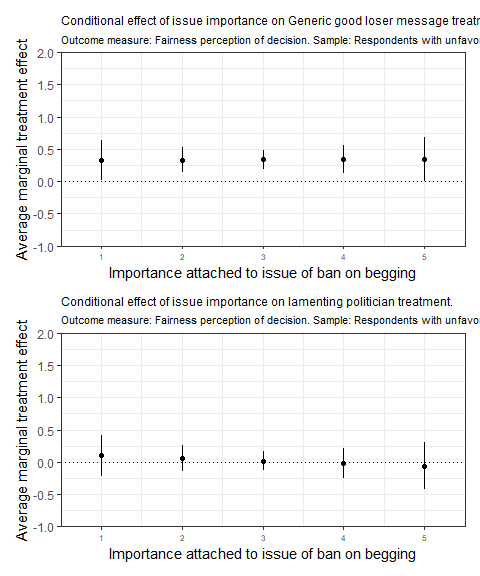 Conditional effect of issue importance on Generic good loser message treatr
Outcome measure: Fairness perception of decision. Sample: Respondents with unfavo
Average marginal treatment effect
2.0
1.5
1.0
0.5
0.0
-0.5
-1.0
1 2 3 4 5
Importance attached to issue of ban on begging
Conditional effect of issue importance on lamenting politician treatment.
Outcome measure: Fairness perception of decision. Sample: Respondents with unfavo
Average marginal treatment effect
2.0
1.5
1.0
0.5
0.0
-0.5
-1.0
1 2 3 4 5
Importance attached to issue of ban on begging